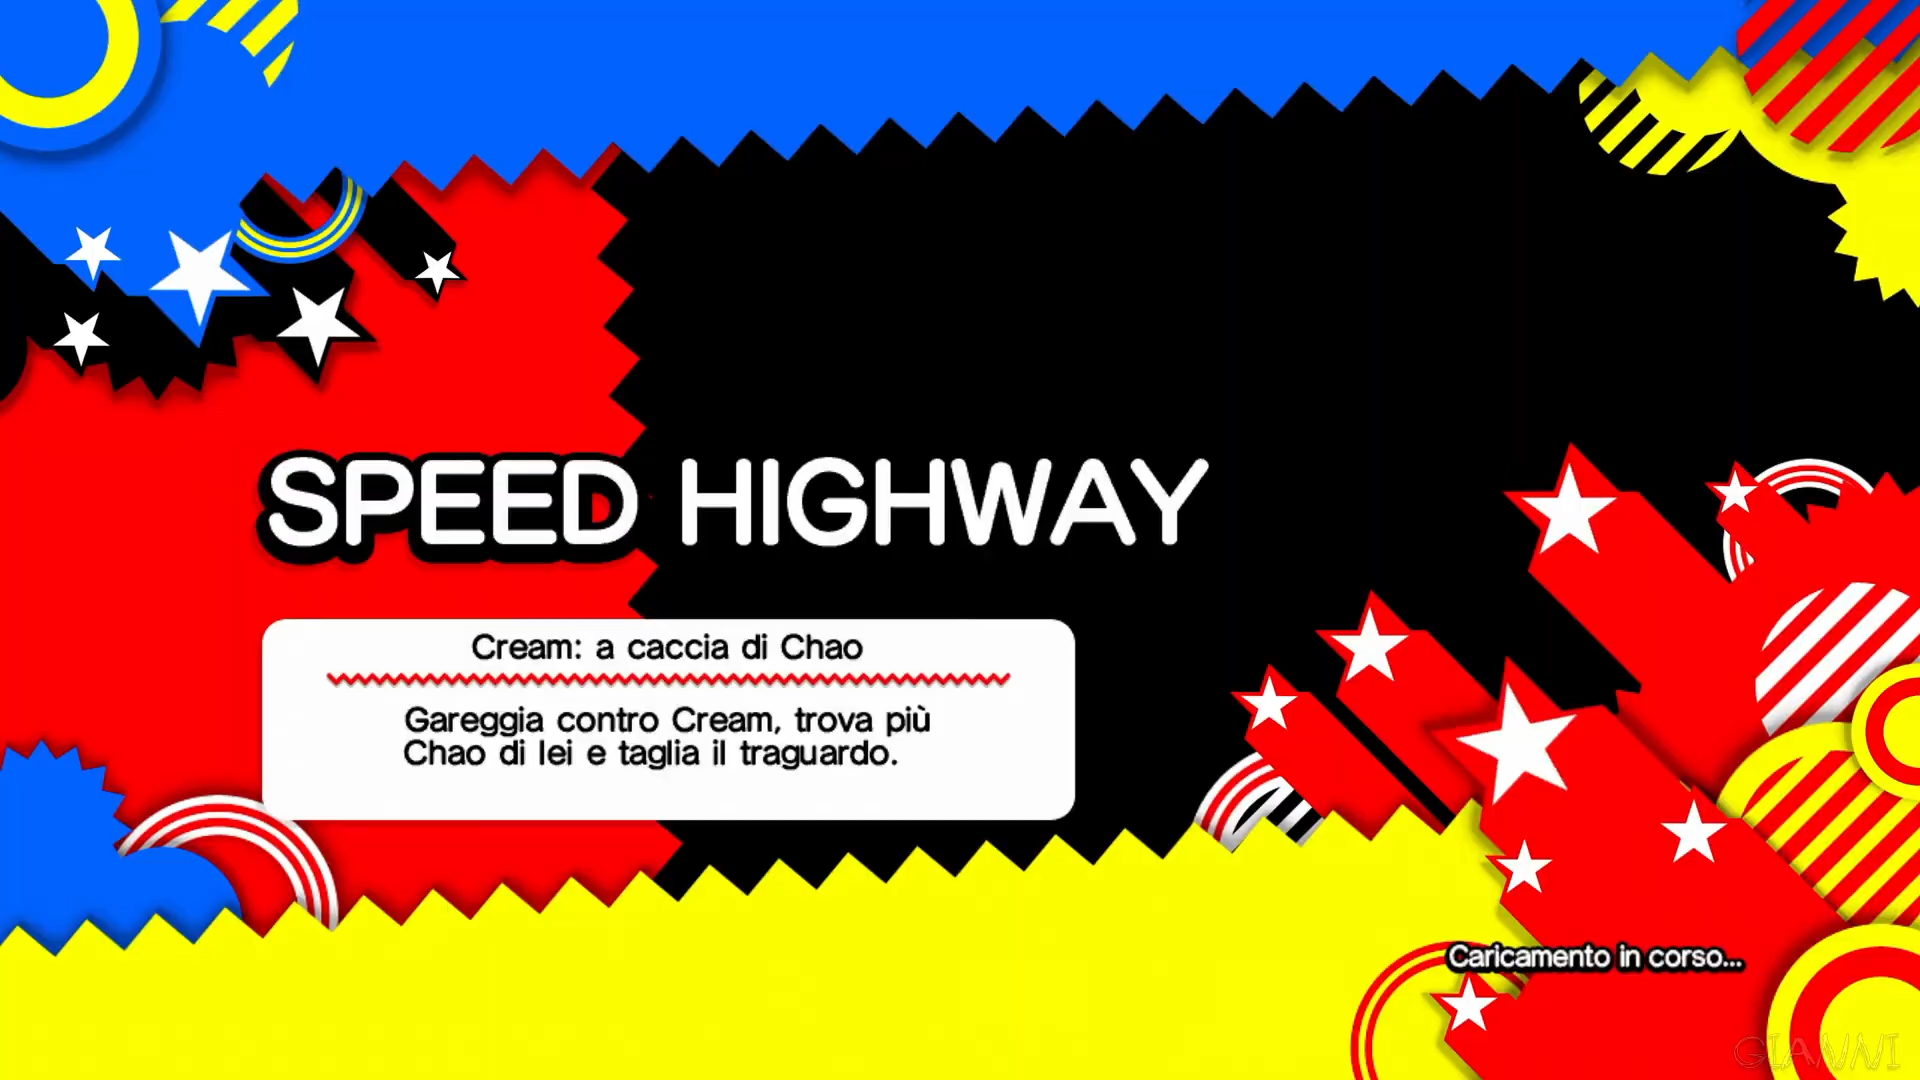 SPEED HIGHWAY
Cream: a caccia di Chao
Gareggia contro Cream, trova più
Chao di lei e taglia il traguardo.
Caricamento in corso...
GIANNI